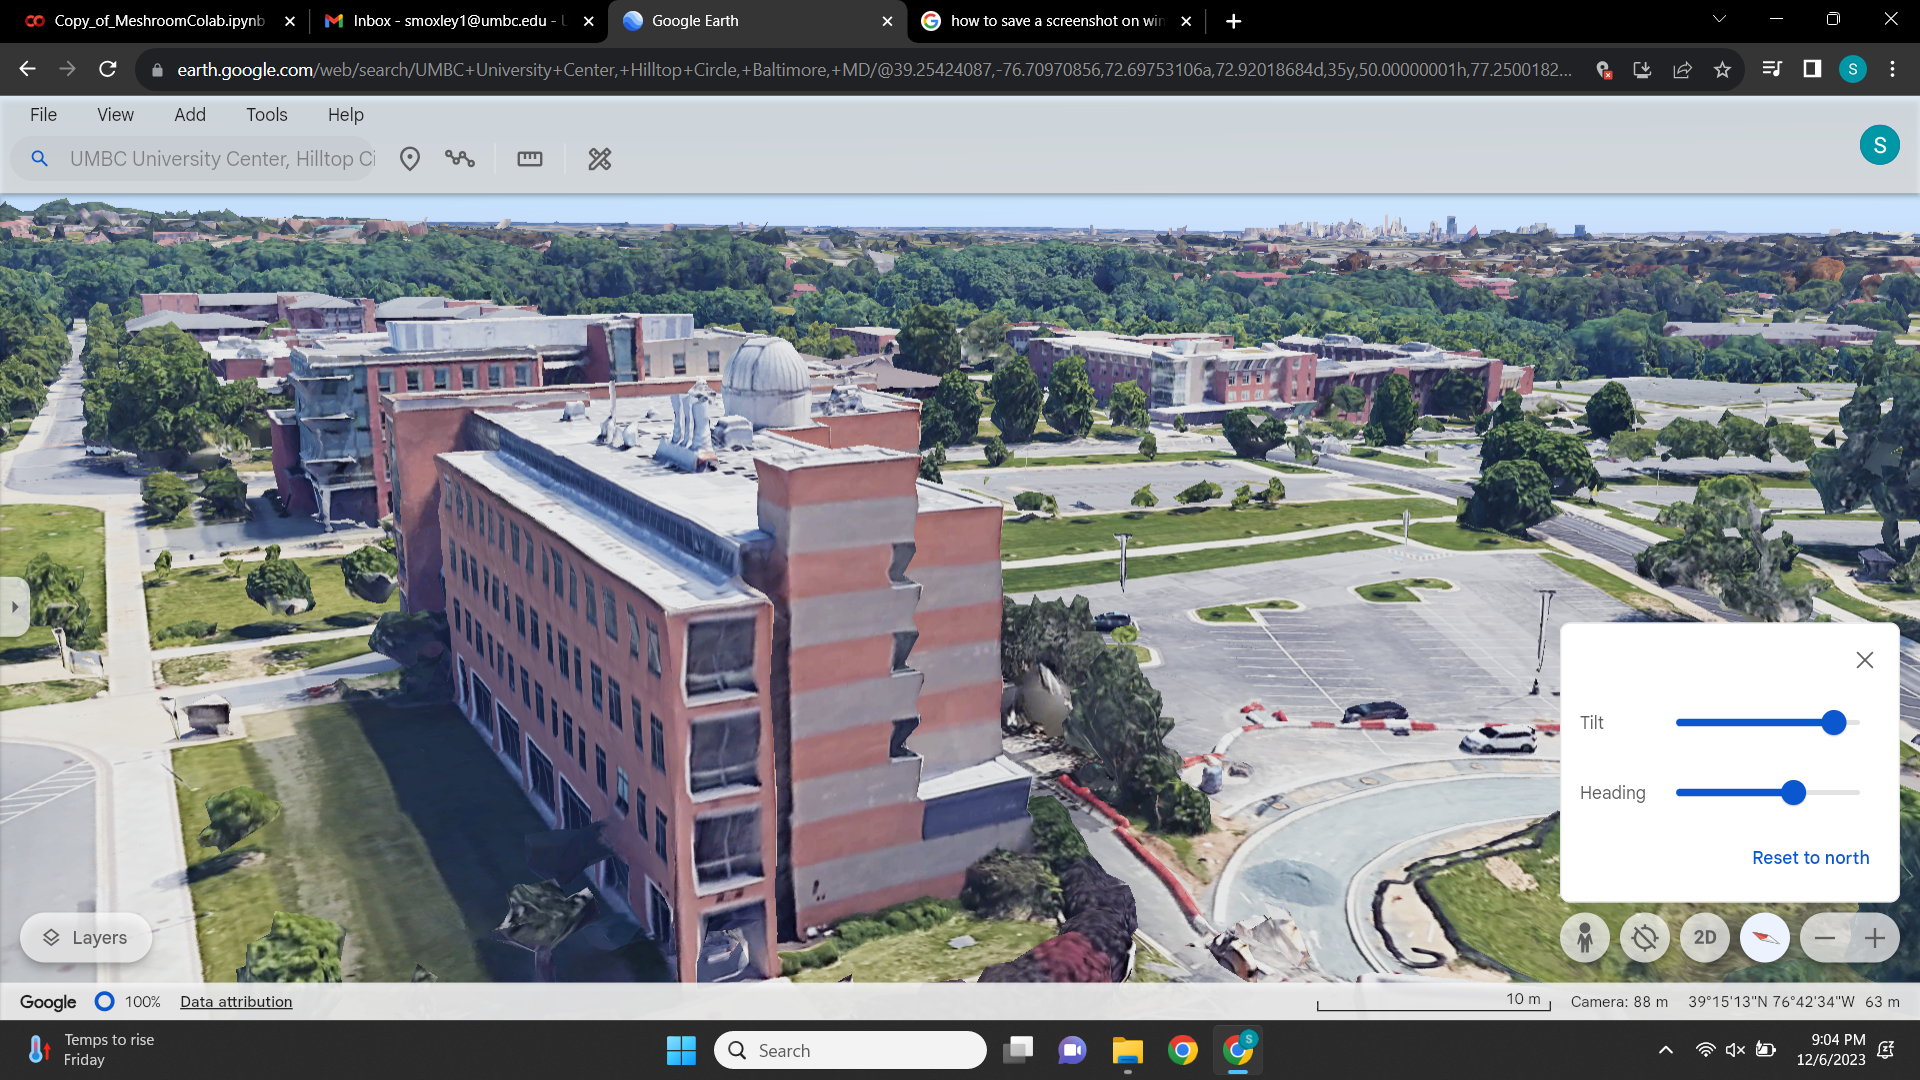 Copy_of_MeshroomColab.ipynb
Inbox - smoxley1@umbc.edu - U
Google Earth
how to save a screenshot on win
earth.google.com/web/search/UMBC+University+Center,+Hilltop+Circle,+Baltimore,+MD/@39.25424087,-76.70970856,72.69753106a,72.92018684d,35y,50.00000001h,77.2500182...
S
File View Add Tools Help
UMBC University Center, Hilltop Ci
S
Tilt
Heading
Reset to north
Layers
2D
Google 100% Data attribution
10 m
Camera: 88 m 39°15'13"N 76°42'34"W 63 m
Temps to rise
Friday
Search
S
9:04 PM
12/6/2023